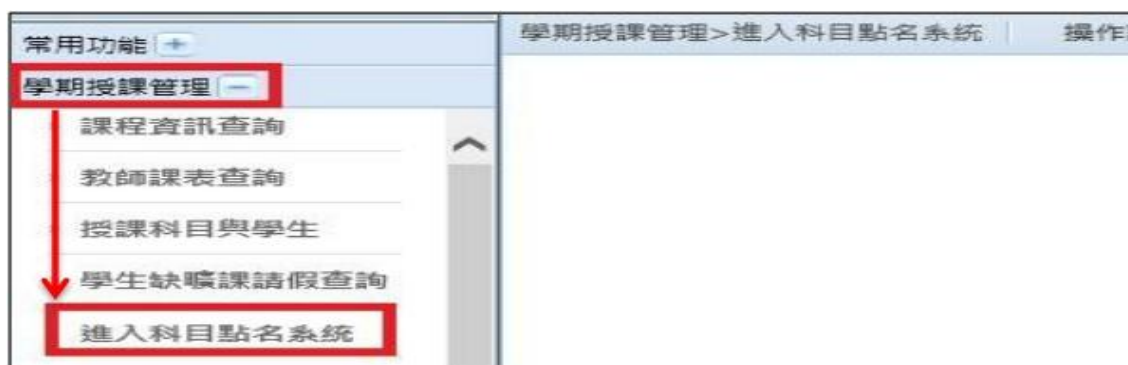 常用功能
學期授課管理>進入科目點名系統
操作
學期授課管理
課程資訊查詢
教師課表查詢
授課科目與學生
學生缺曠課請假查詢
進入科目點名系統